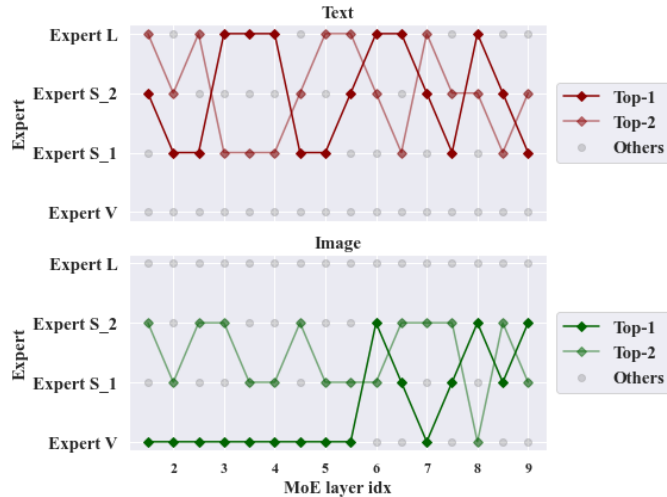 Text
Expert L
Expert S_2
Expert S_1
Expert V
Expert
Top-1
Top-2
Others
Image
Expert L
Expert S_2
Expert S_1
Expert V
Expert
Top-1
Top-2
Others
2 3 4 5 6 7 8 9
MoE layer idx